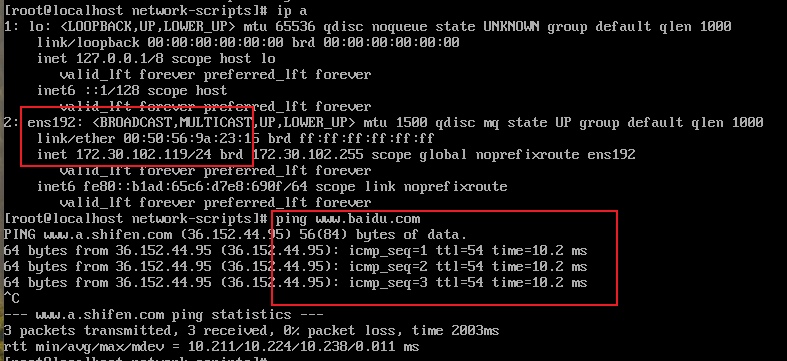 [root@localhost network-scripts]# ip a
1: lo: <LOOPBACK,UP,LOWER_UP> mtu 65536 qdisc noqueue state UNKNOWN group default qlen 1000
    link/loopback 00:00:00:00:00:00 brd 00:00:00:00:00:00
    inet 127.0.0.1/8 scope host lo
       valid_lft forever preferred_lft forever
    inet6 ::1/128 scope host
       valid_lft forever preferred_lft forever
2: ens192: <BROADCAST,MULTICAST,UP,LOWER_UP> mtu 1500 qdisc mq state UP group default qlen 1000
    link/ether 00:50:56:9a:23:15 brd ff:ff:ff:ff:ff:ff
    inet 172.30.102.119/24 brd 172.30.102.255 scope global noprefixroute ens192
       valid_lft forever preferred_lft forever
    inet6 fe80::b1ad:65c6:d7e8:690f/64 scope link noprefixroute
       valid_lft forever preferred_lft forever
[root@localhost network-scripts]# ping www.baidu.com
PING www.a.shifen.com (36.152.44.95) 56(84) bytes of data.
64 bytes from 36.152.44.95 (36.152.44.95): icmp_seq=1 ttl=54 time=10.2 ms
64 bytes from 36.152.44.95 (36.152.44.95): icmp_seq=2 ttl=54 time=10.2 ms
64 bytes from 36.152.44.95 (36.152.44.95): icmp_seq=3 ttl=54 time=10.2 ms
^C
--- www.a.shifen.com ping statistics ---
3 packets transmitted, 3 received, 0% packet loss, time 2003ms
rtt min/avg/max/mdev = 10.211/10.224/10.238/0.011 ms
[root@localhost network-scripts]#